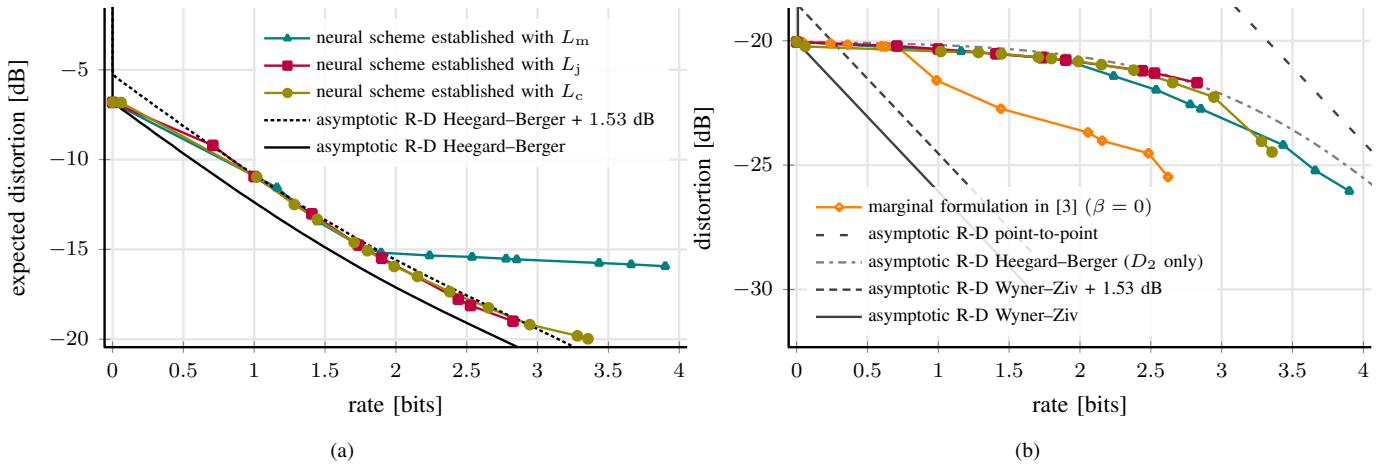 neural scheme established with Lm
neural scheme established with Lj
neural scheme established with Lc
asymptotic R-D Heegard–Berger + 1.53 dB
asymptotic R-D Heegard–Berger
−5
−10
−15
−20
expected distortion [dB]
0 0.5 1 1.5 2 2.5 3 3.5 4
rate [bits]
(a)
−20
−25
−30
distortion [dB]
marginal formulation in [3] (β = 0)
asymptotic R-D point-to-point
asymptotic R-D Heegard–Berger (D2 only)
asymptotic R-D Wyner–Ziv + 1.53 dB
asymptotic R-D Wyner–Ziv
0 0.5 1 1.5 2 2.5 3 3.5 4
rate [bits]
(b)